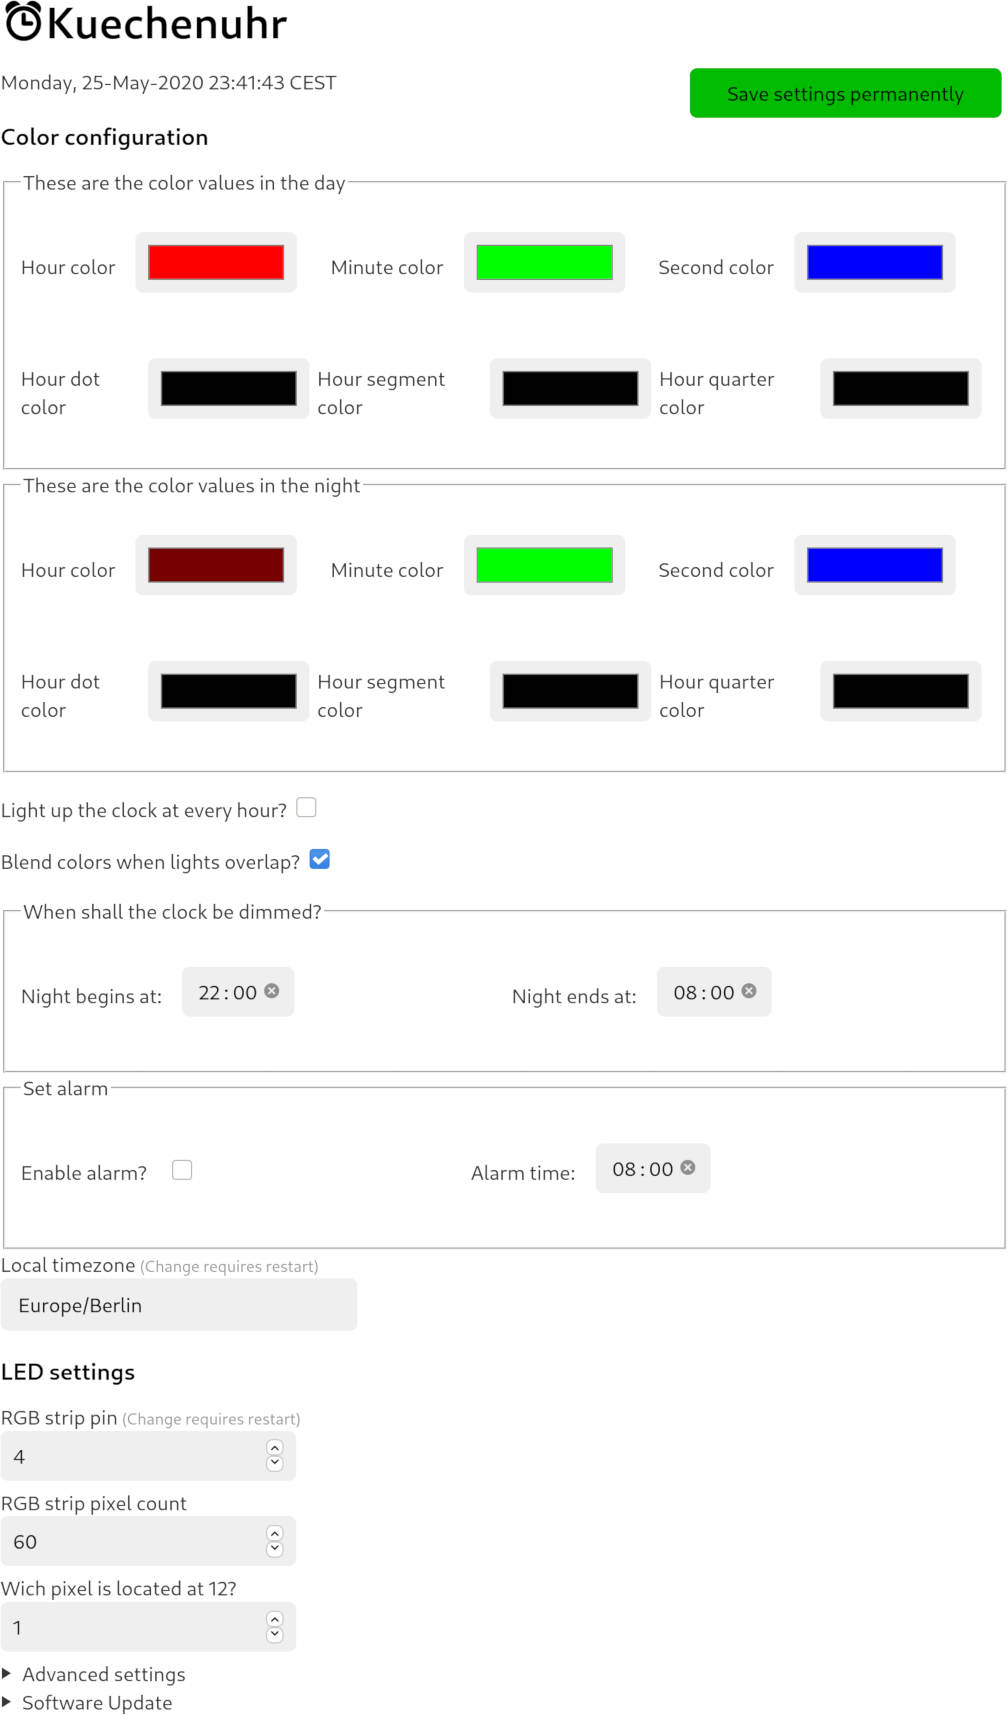 Kuechenuhr
Monday, 25-May-2020 23:41:43 CEST
Save settings permanently
Color configuration
These are the color values in the day
Hour color
Minute color
Second color
Hour dot
color
Hour segment
color
Hour quarter
color
These are the color values in the night
Hour color
Minute color
Second color
Hour dot
color
Hour segment
color
Hour quarter
color
Light up the clock at every hour?
Blend colors when lights overlap?
When shall the clock be dimmed?
Night begins at: 22:00
Night ends at: 08:00
Set alarm
Enable alarm?
Alarm time: 08:00
Local timezone (Change requires restart)
Europe/Berlin
LED settings
RGB strip pin (Change requires restart)
4
RGB strip pixel count
60
Wich pixel is located at 12?
1
Advanced settings
Software Update